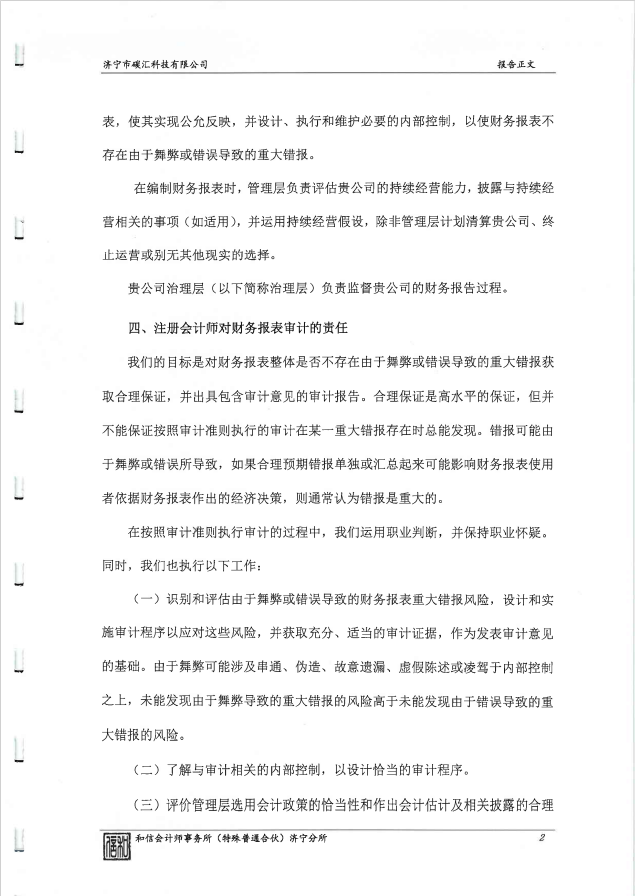 济宁市碳汇科技有限公司 报告正文
表，使其实现公允反映，并设计、执行和维护必要的内部控制，以使财务报表不
存在由于舞弊或错误导致的重大错报。
在编制财务报表时，管理层负责评估贵公司的持续经营能力，披露与持续经
营相关的事项（如适用），并运用持续经营假设，除非管理层计划清算贵公司、终
止运营或别无其他现实的选择。
贵公司治理层（以下简称治理层）负责监督贵公司的财务报告过程。
四、注册会计师对财务报表审计的责任
我们的目标是对财务报表整体是否不存在由于舞弊或错误导致的重大错报获
取合理保证，并出具包含审计意见的审计报告。合理保证是高水平的保证，但并
不能保证按照审计准则执行的审计在某一重大错报存在时总能发现。错报可能由
于舞弊或错误所导致，如果合理预期错报单独或汇总起来可能影响财务报表使用
者依据财务报表作出的经济决策，则通常认为错报是重大的。
在按照审计准则执行审计的过程中，我们运用职业判断，并保持职业怀疑。
同时，我们也执行以下工作：
（一）识别和评估由于舞弊或错误导致的财务报表重大错报风险，设计和实
施审计程序以应对这些风险，并获取充分、适当的审计证据，作为发表审计意见
的基础。由于舞弊可能涉及串通、伪造、故意遗漏、虚假陈述或凌驾于内部控制
之上，未能发现由于舞弊导致的重大错报的风险高于未能发现由于错误导致的重
大错报的风险。
（二）了解与审计相关的内部控制，以设计恰当的审计程序。
（三）评价管理层选用会计政策的恰当性和作出会计估计及相关披露的合理
信和 和信会计师事务所（特殊普通合伙）济宁分所 2